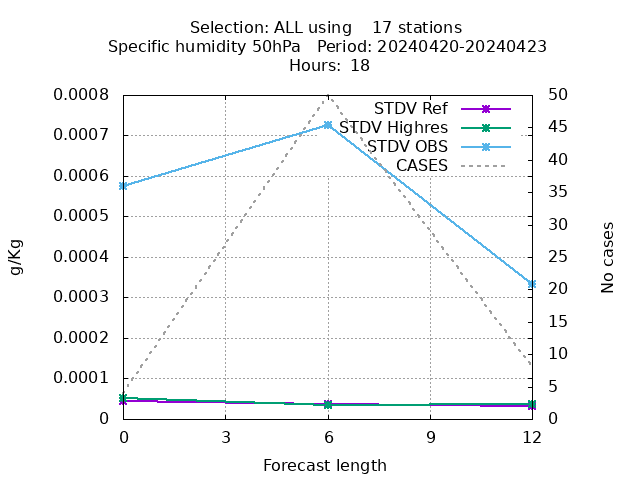 Selection: ALL using    17 stations
Specific humidity 50hPa   Period: 20240420-20240423
Hours: 18
STDV Ref
STDV Highres
STDV OBS
CASES
g/Kg
0.0008
0.0007
0.0006
0.0005
0.0004
0.0003
0.0002
0.0001
0
50
45
40
35
30
25
20
15
10
5
0
No cases
0 3 6 9 12
Forecast length